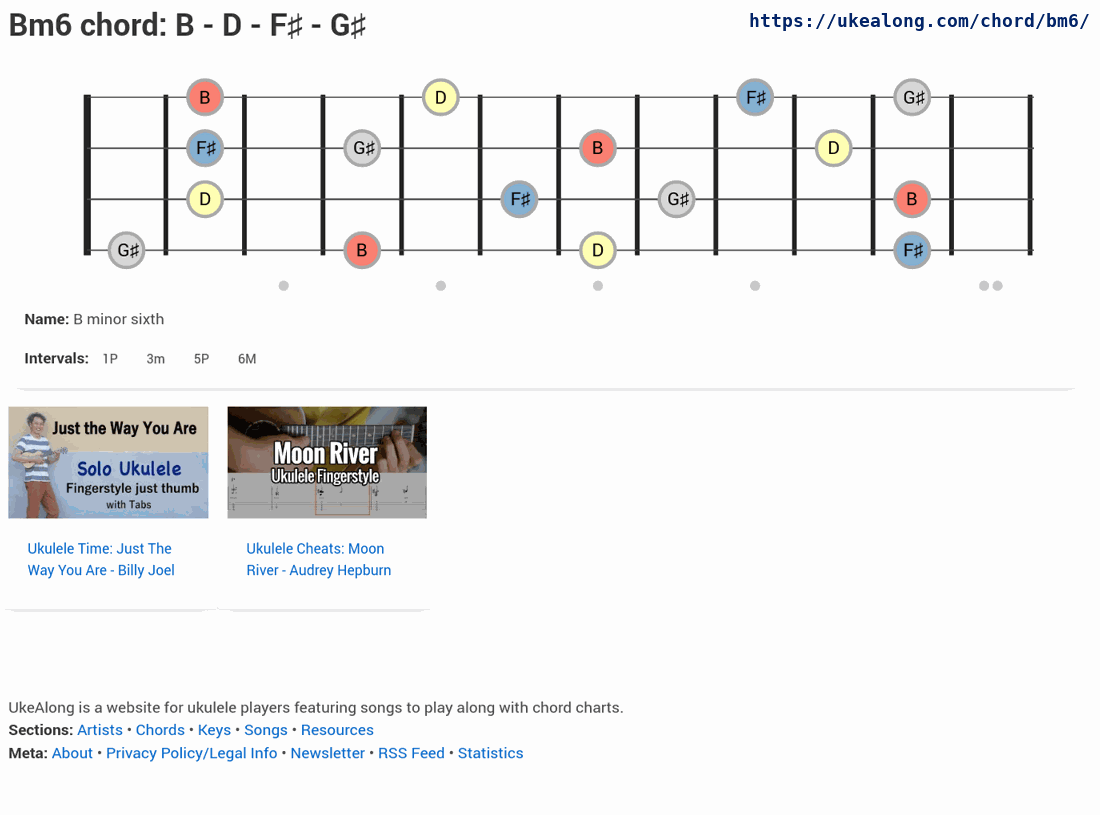 Bm6 chord: B - D - F♯ - G♯
https://ukealong.com/chord/bm6/
B D F♯ G♯
F♯ G♯ B D
D F♯ G♯ B
G♯ B D F♯
Name: B minor sixth
Intervals: 1P 3m 5P 6M
Just the Way You Are
Solo Ukulele
Fingerstyle just thumb
with Tabs
Moon River
Ukulele Fingerstyle
Ukulele Time: Just The
Way You Are - Billy Joel
Ukulele Cheats: Moon
River - Audrey Hepburn
UkeAlong is a website for ukulele players featuring songs to play along with chord charts.
Sections: Artists • Chords • Keys • Songs • Resources
Meta: About • Privacy Policy/Legal Info • Newsletter • RSS Feed • Statistics